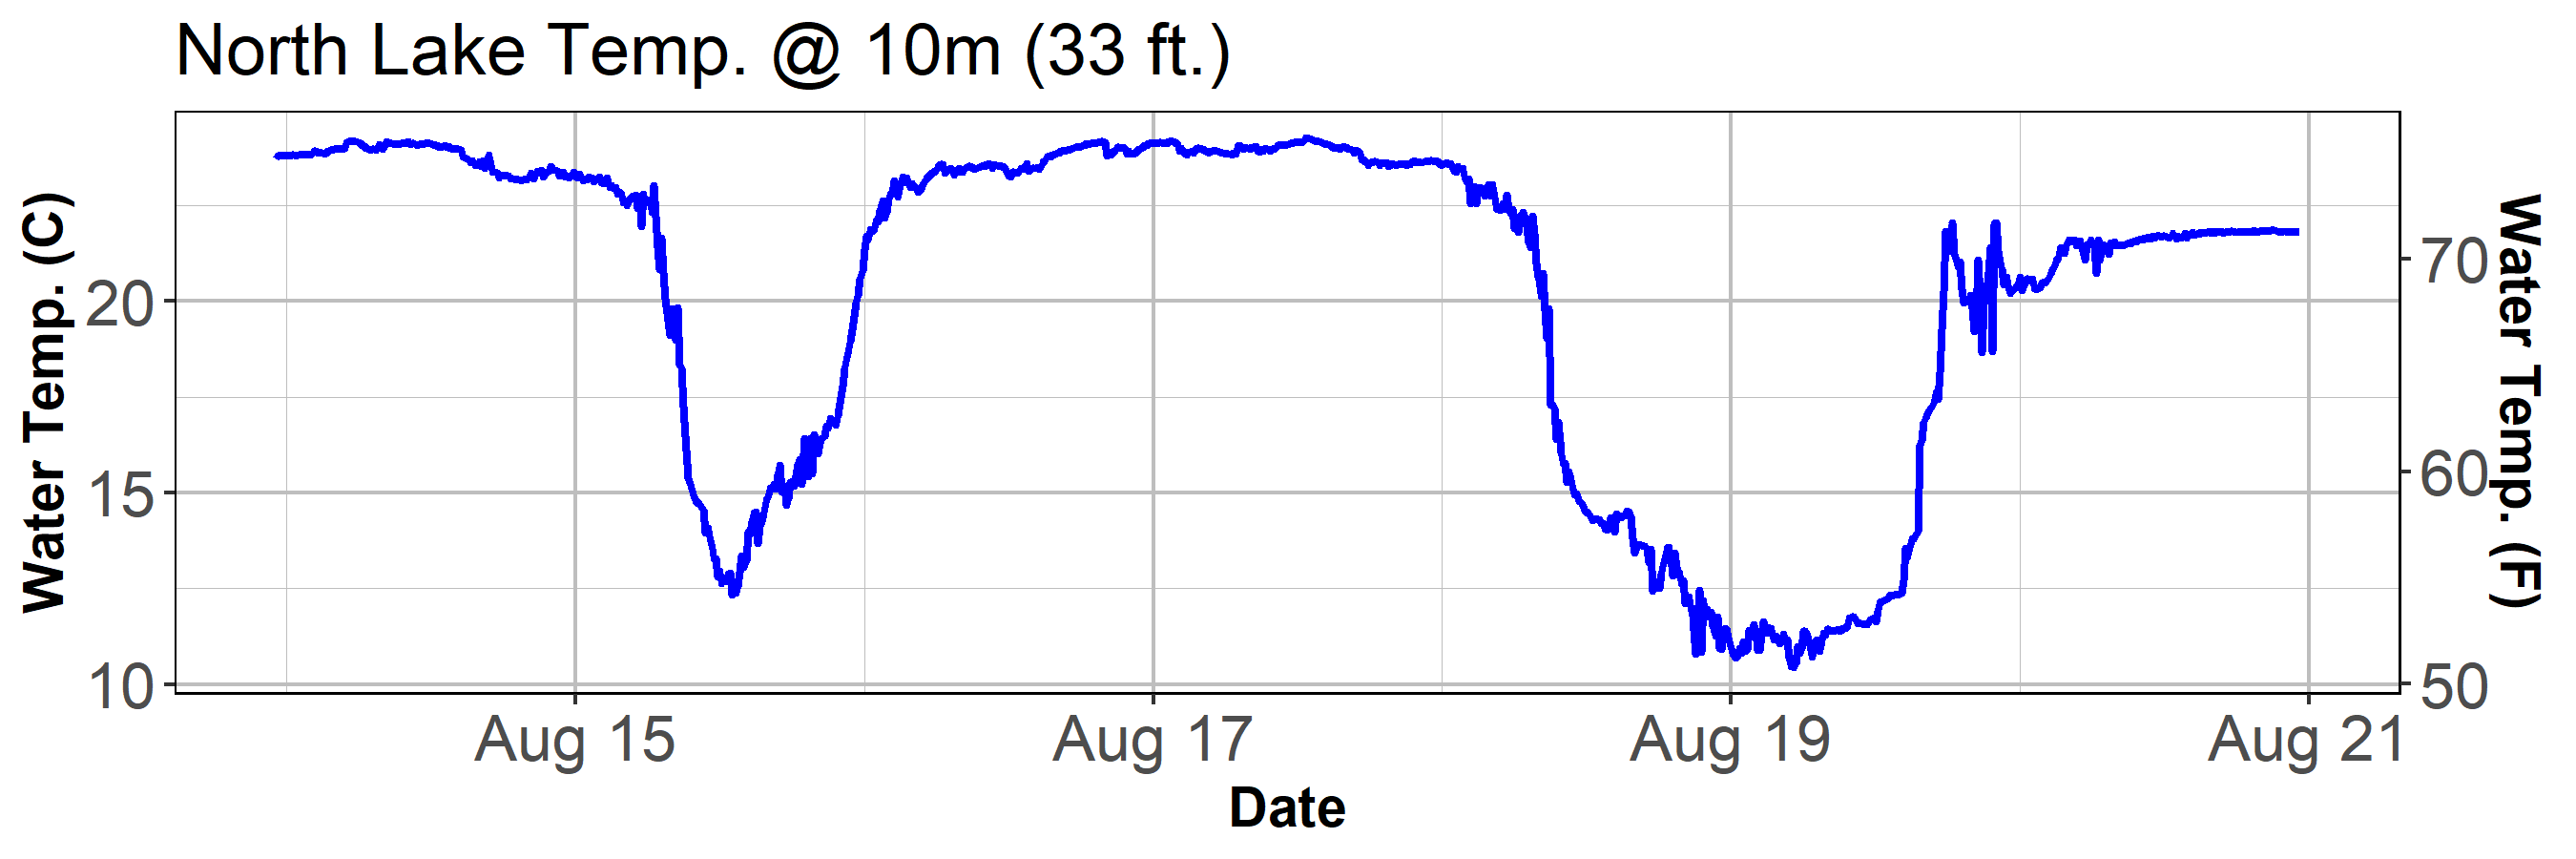 North Lake Temp. @ 10m (33 ft.)
Water Temp. (C)
20
15
10
70
60
50
Water Temp. (F)
Aug 15
Aug 17
Aug 19
Aug 21
Date